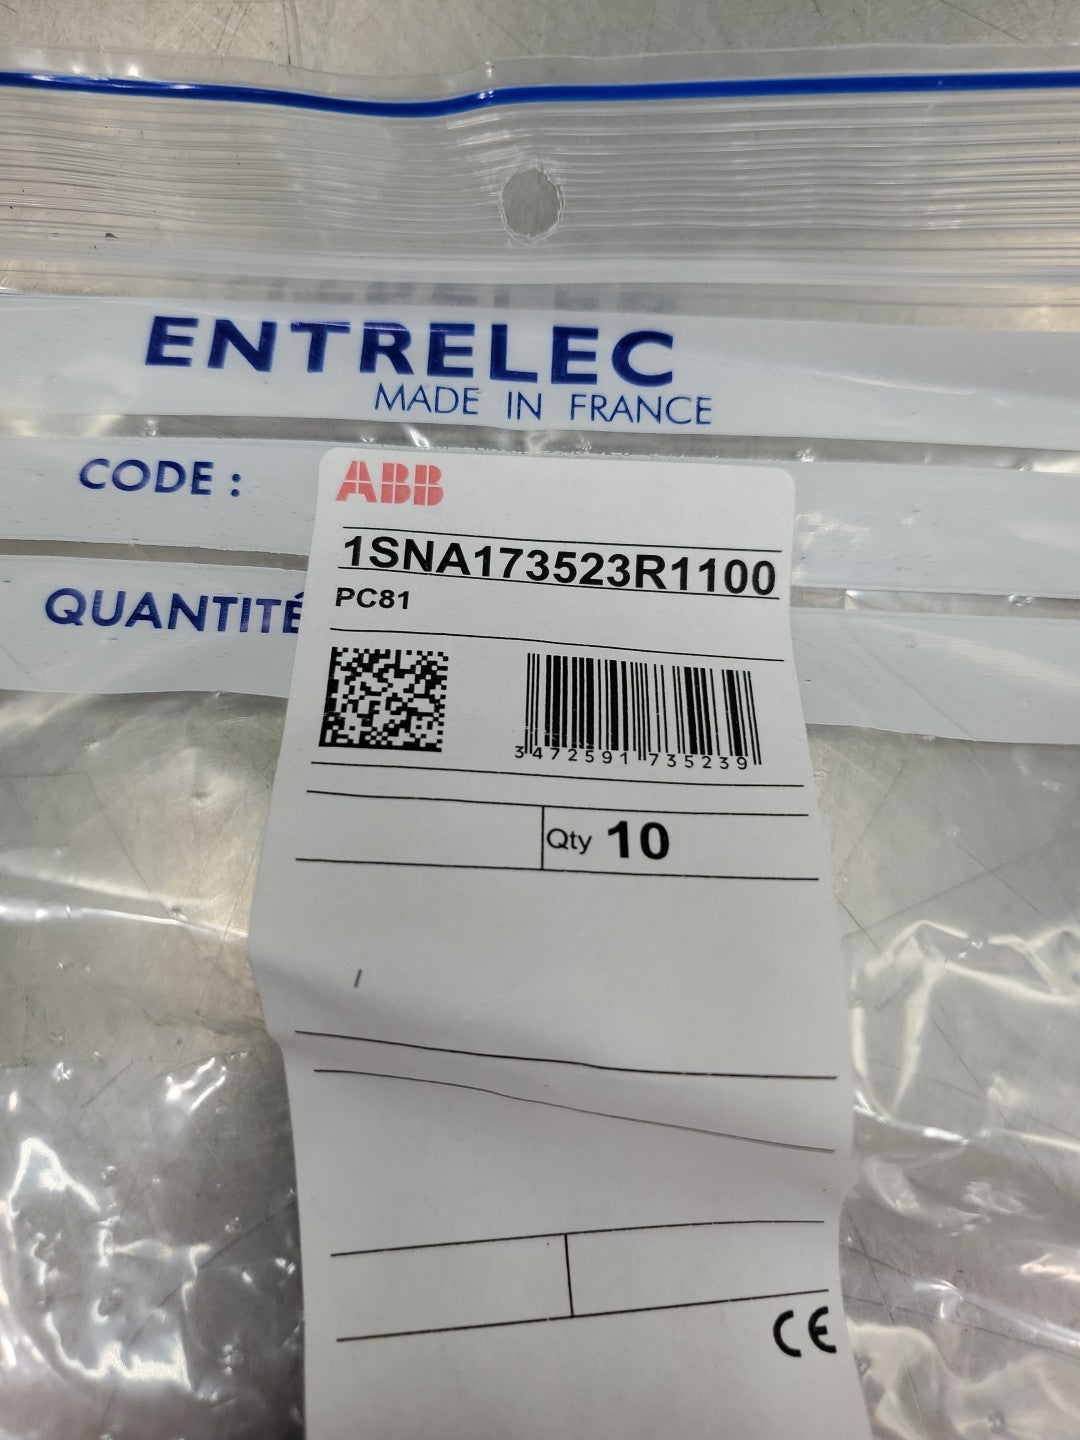 ENTRELEC
MADE IN FRANCE
CODE :
QUANTITÉ
ABB
1SNA173523R1100
PC81
3472591735239
Qty 10
/
CE